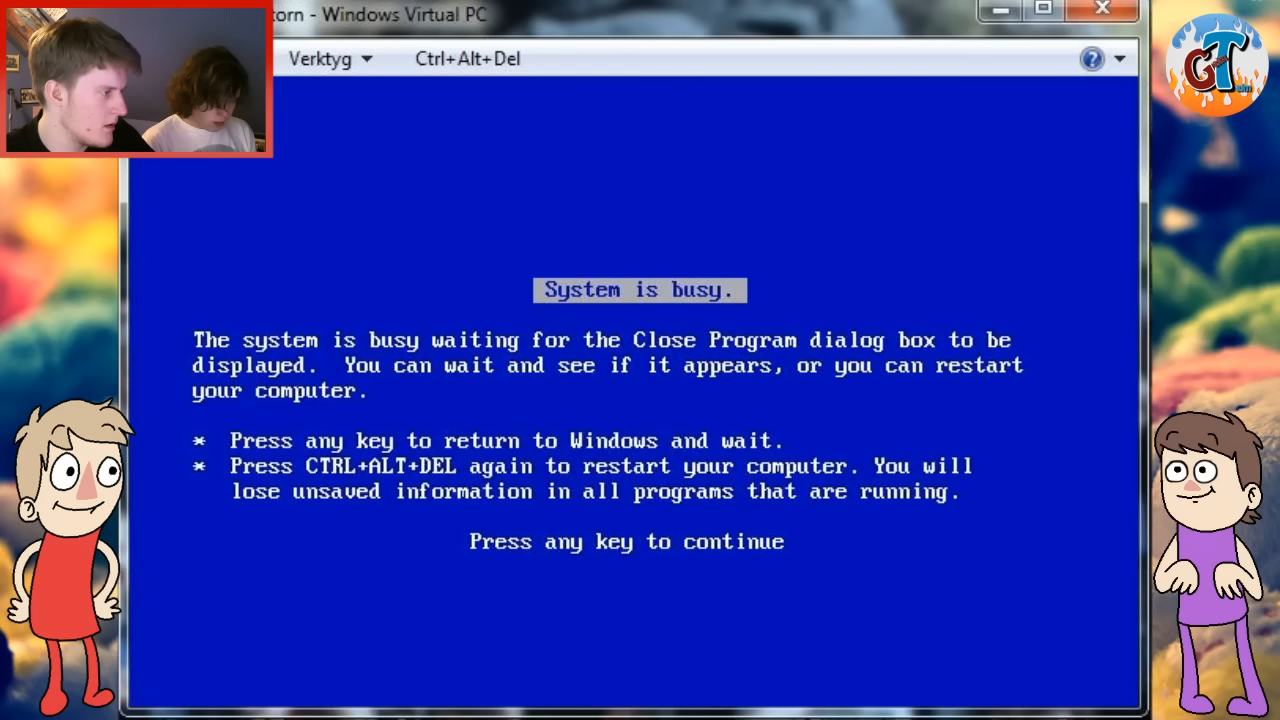 - Windows Virtual PC
Verktyg
Ctrl+Alt+Del
?
GT
System is busy.
The system is busy waiting for the Close Program dialog box to be
displayed.  You can wait and see if it appears, or you can restart
your computer.
*  Press any key to return to Windows and wait.
*  Press CTRL+ALT+DEL again to restart your computer. You will
lose unsaved information in all programs that are running.
Press any key to continue